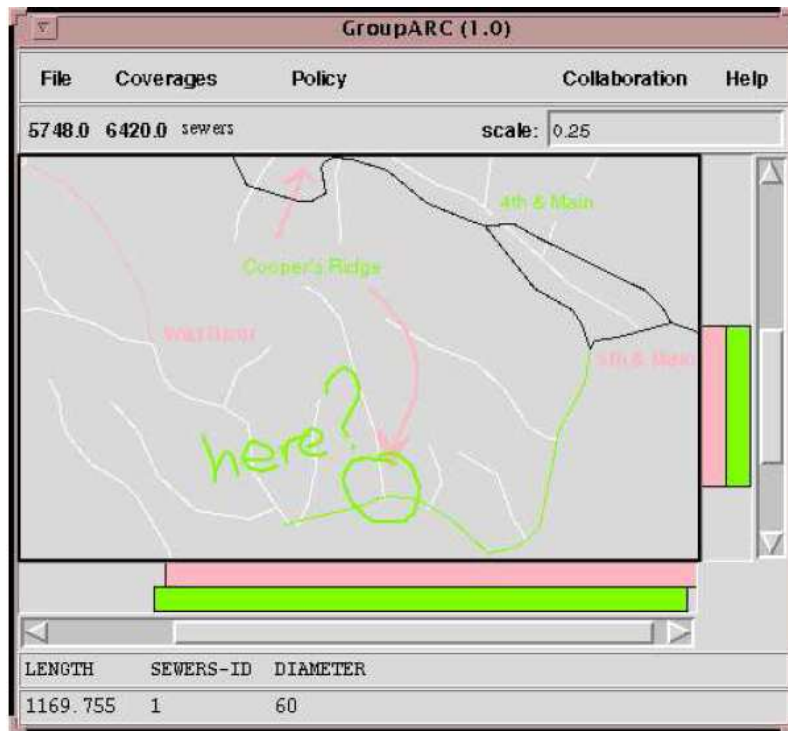 GroupARC (1.0)
File Coverages Policy Collaboration Help
5748.0 6420.0 sewers scale: 0.25
4th & Main
Cooper's Ridge
5th & Main
here?
LENGTH SEWERS-ID DIAMETER
1169.755 1 60